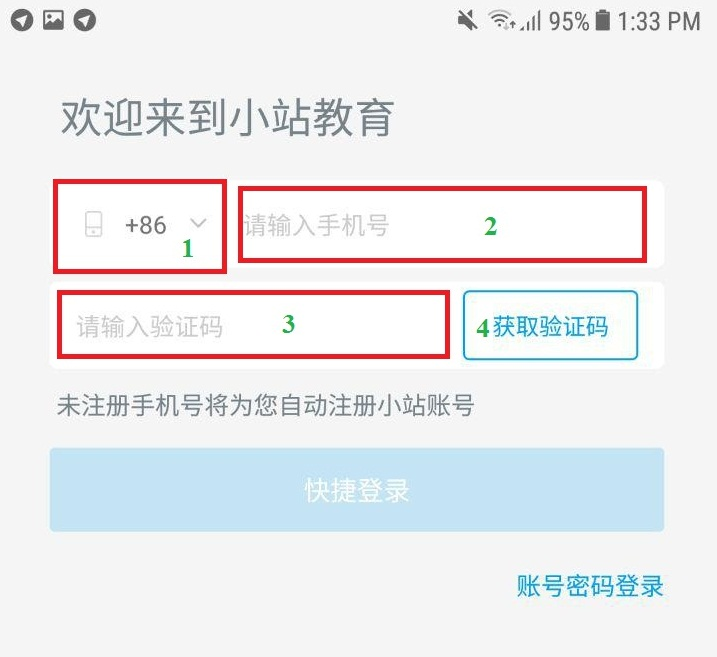 95% 1:33 PM
欢迎来到小站教育
+86 1 请输入手机号 2
请输入验证码 3 4 获取验证码
未注册手机号将为您自动注册小站账号
快捷登录
账号密码登录